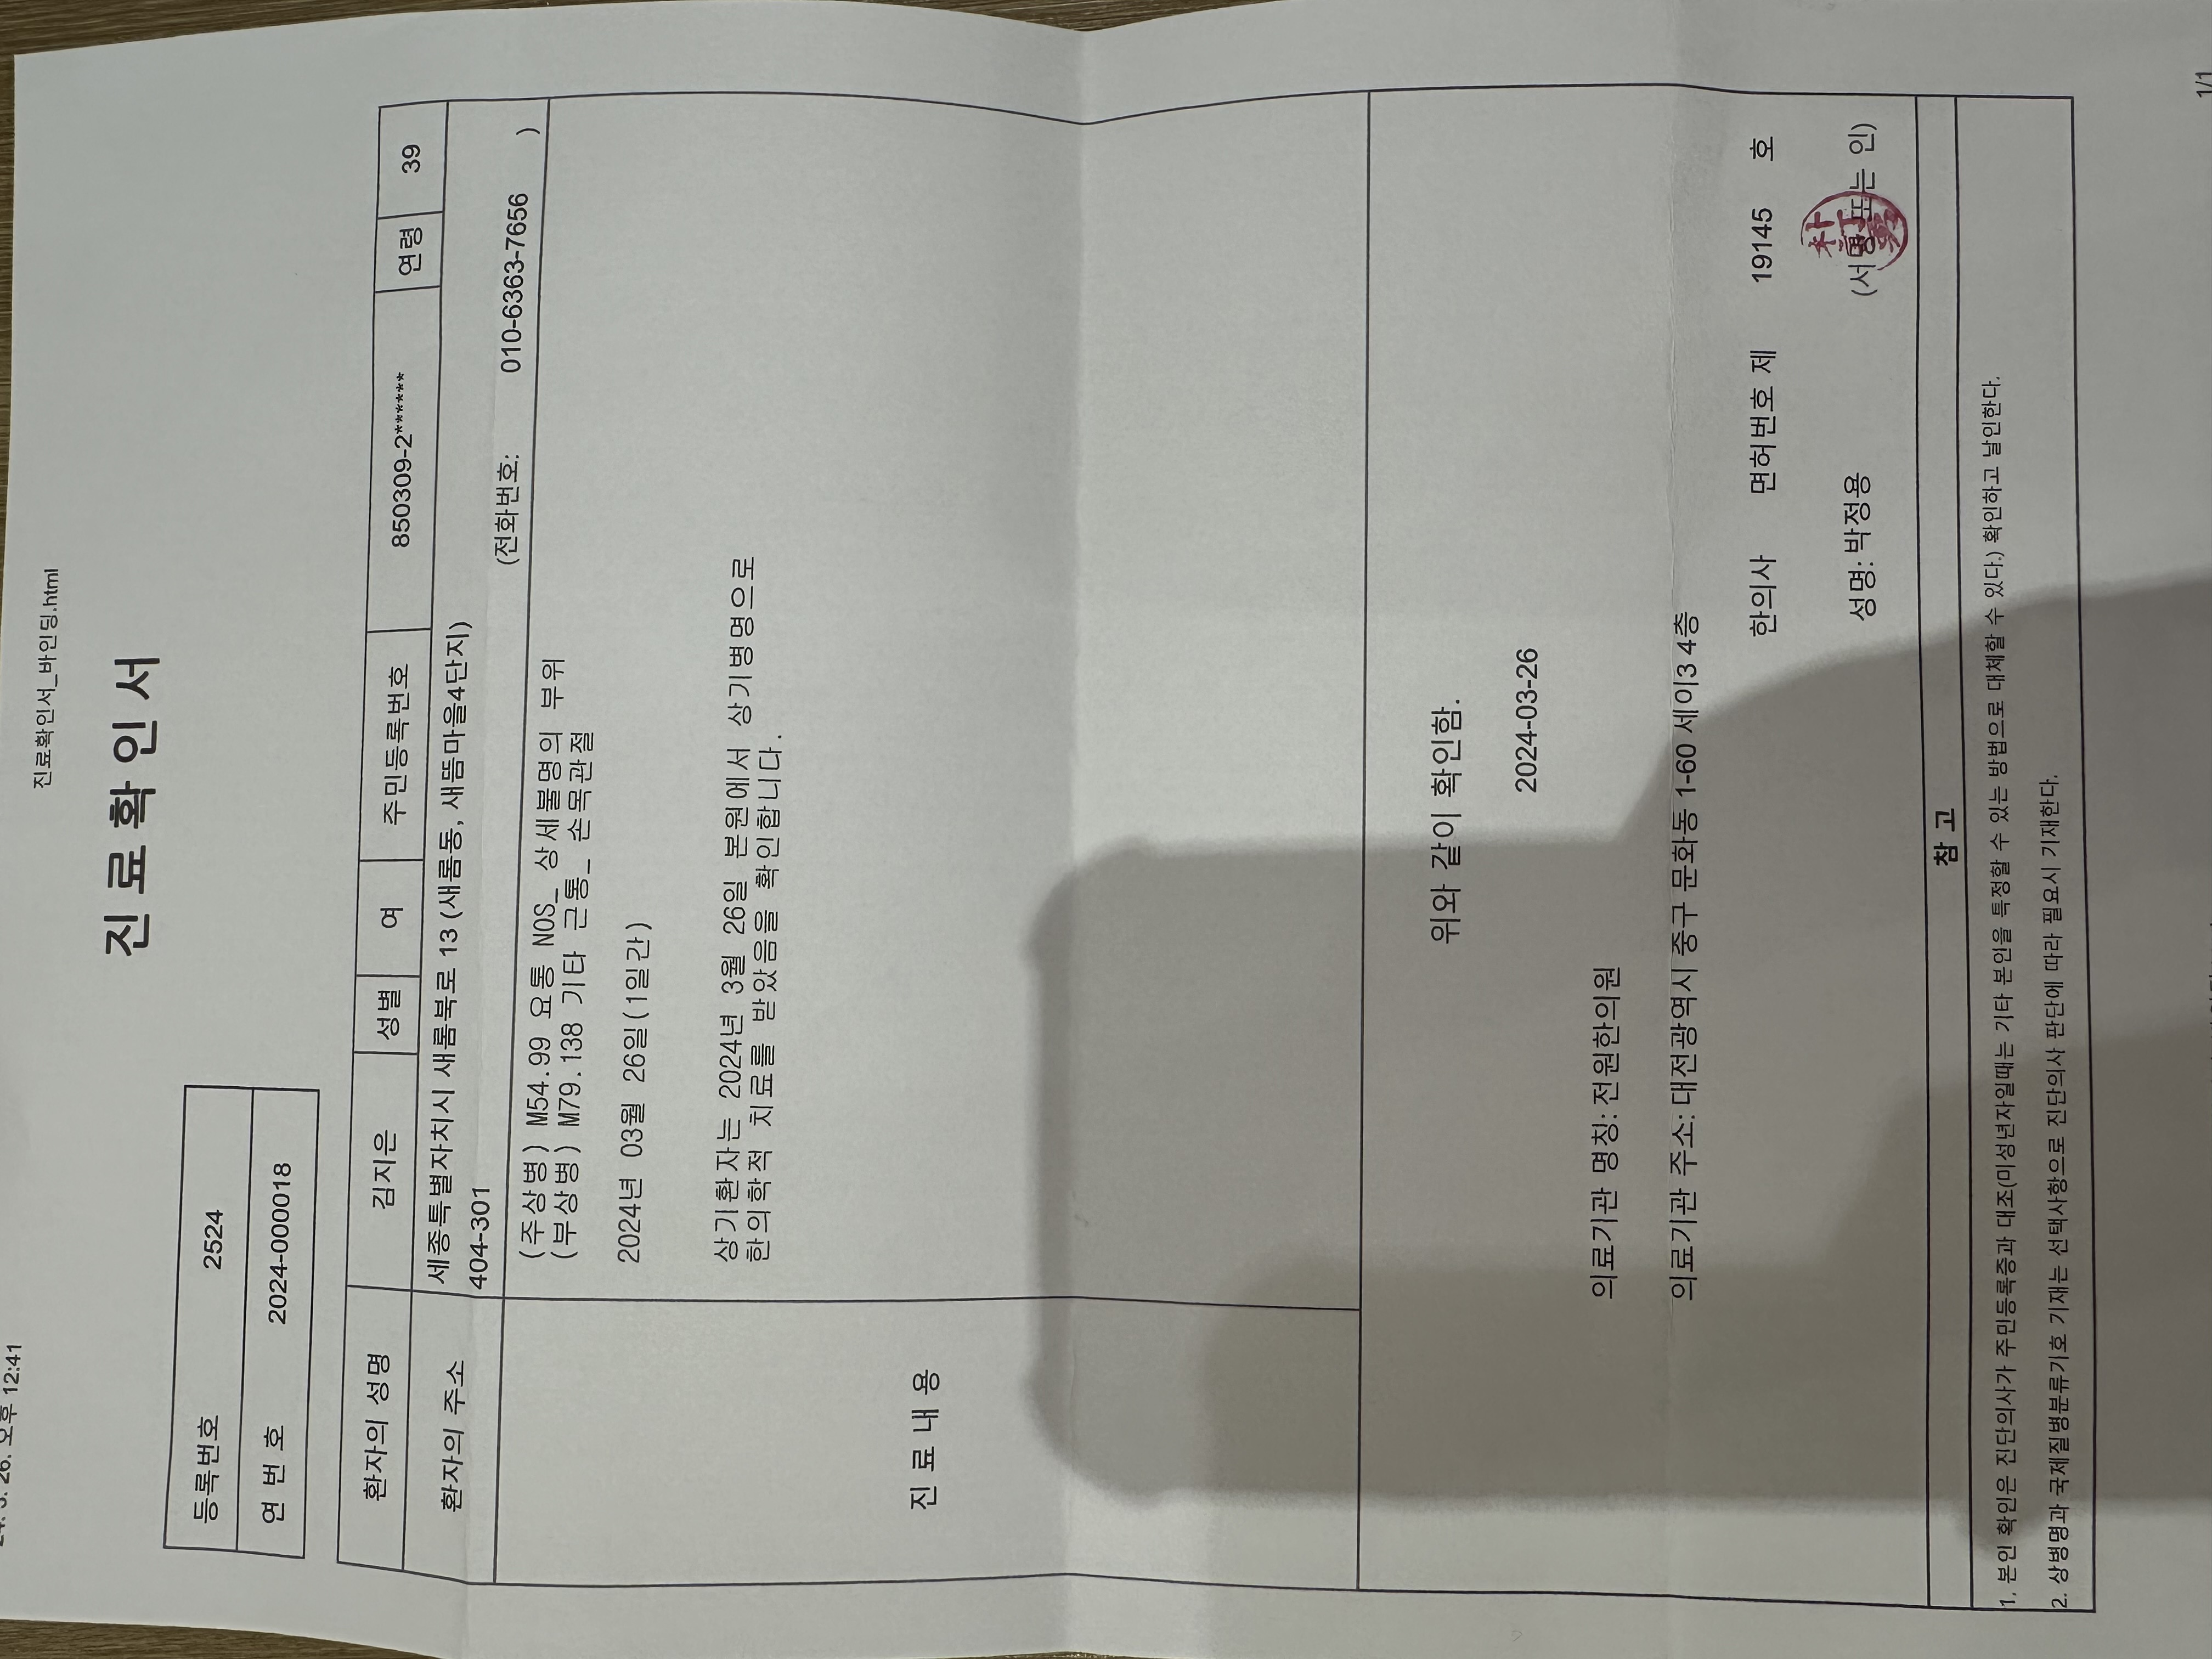 오후 12:41
진료확인서_바인딩.html
진 료 확 인 서
등록번호 2524
연 번 호 2024-000018
환자의 성명 김지은 성별 여 주민등록번호 850309-2****** 연령 39
환자의 주소 세종특별자치시 새롬북로 13 (새롬동, 새뜸마을4단지)
404-301 (전화번호: 010-6363-7656 )
진 료 내 용
(주상병) M54.99 요통 NOS_ 상세불명의 부위
(부상병) M79.138 기타 근통_ 손목관절
2024년 03월 26일(1일간)
상기환자는 2024년 3월 26일 본원에서 상기병명으로
한의학적 치료를 받았음을 확인합니다.
위와 같이 확인함.
2024-03-26
의료기관 명칭: 전원한의원
의료기관 주소: 대전광역시 중구 문화동 1-60 세이3 4층
한의사 면허번호 제 19145 호
성명: 박정용 (서명 또는 인)
참 고
1. 본인 확인은 진단의사가 주민등록증과 대조(미성년자일때는 기타 본인을 특정할 수 있는 방법으로 대체할 수 있다.) 확인하고 날인한다.
2. 상병명과 국제질병분류기호 기재는 선택사항으로 진단의사 판단에 따라 필요시 기재한다.
1/1